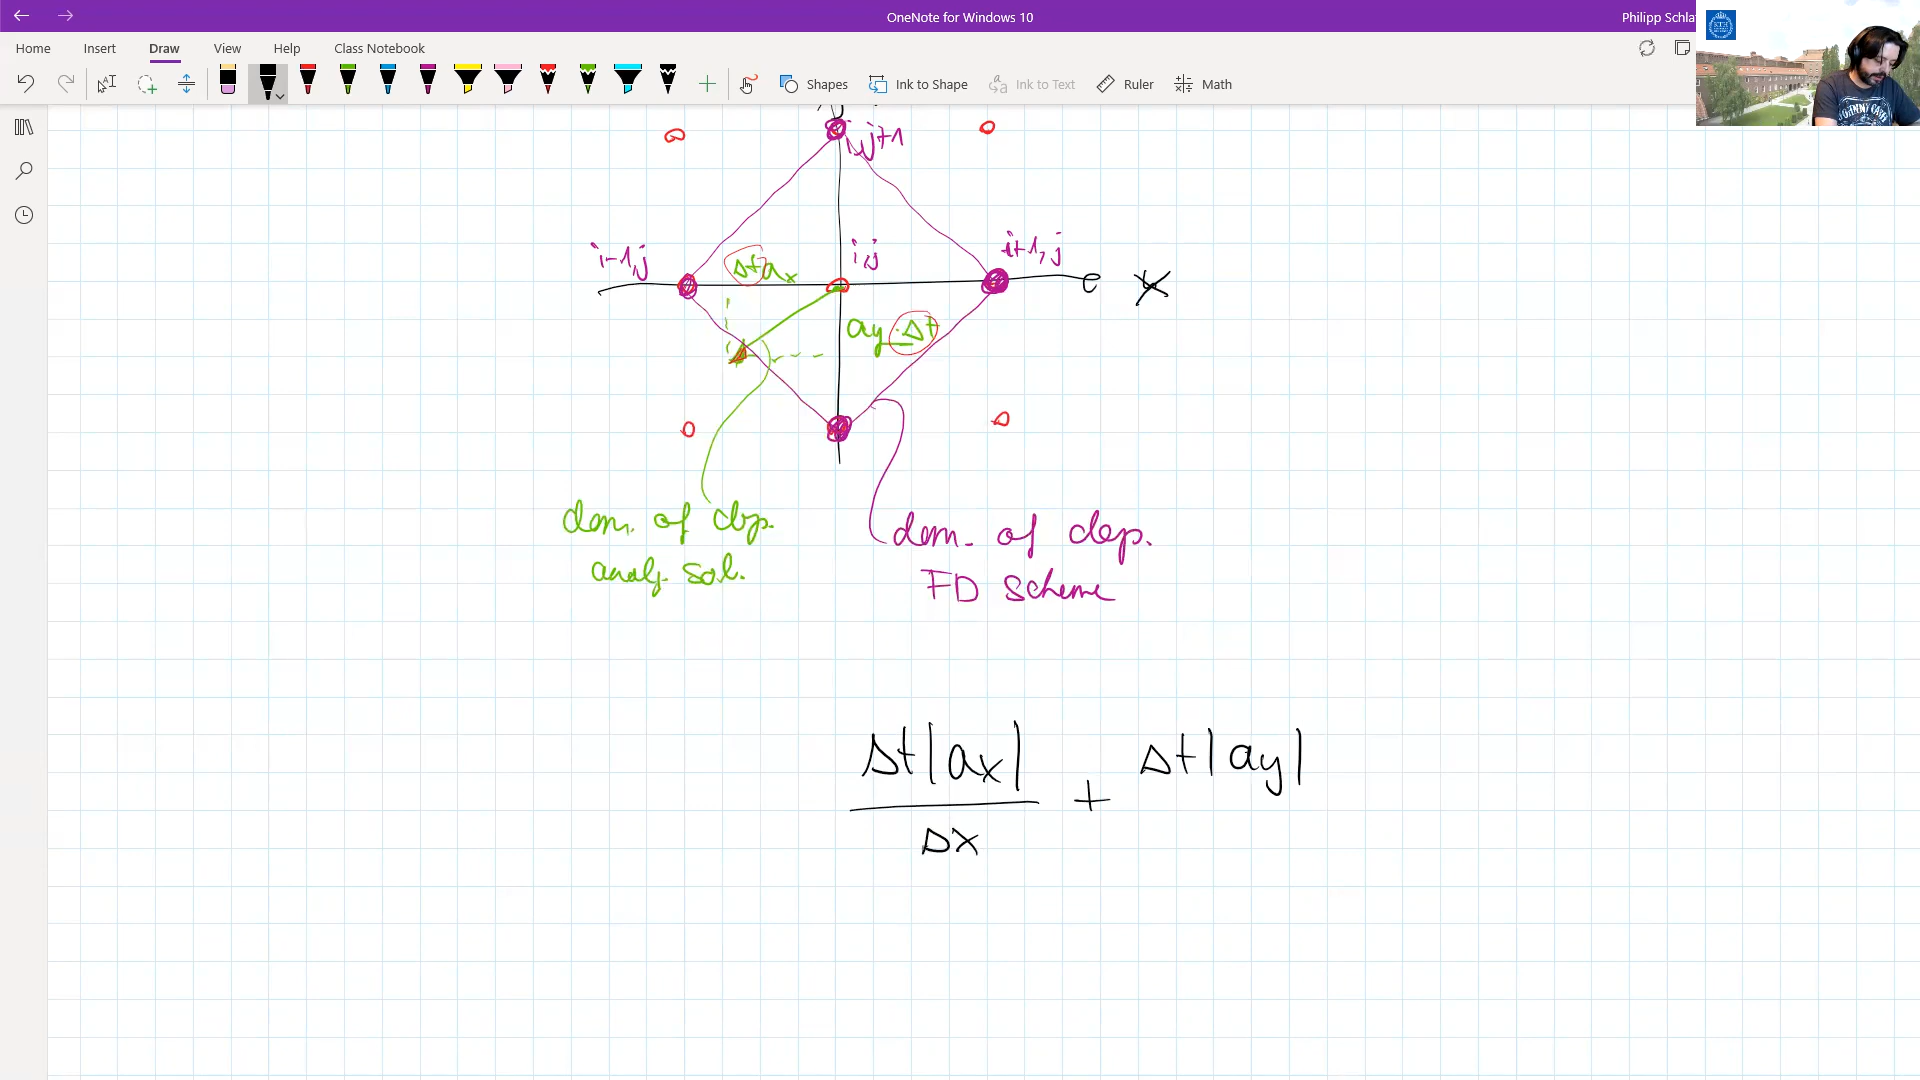 OneNote for Windows 10
Philipp Schla
Home Insert Draw View Help Class Notebook
Shapes Ink to Shape Ink to Text Ruler Math
i,j+1
i-1,j
Δt ax
i,j
i+1,j
x
ay·Δt
dom. of dep.
analy. sol.
dom. of dep.
FD scheme
Δt|ax| + Δt|ay|
Δx